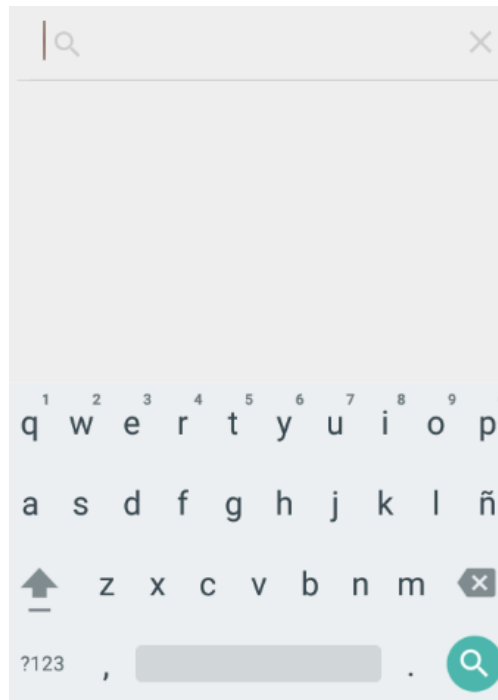 1 2 3 4 5 6 7 8 9
q w e r t y u i o p
a s d f g h j k l ñ
z x c v b n m
?123 , .